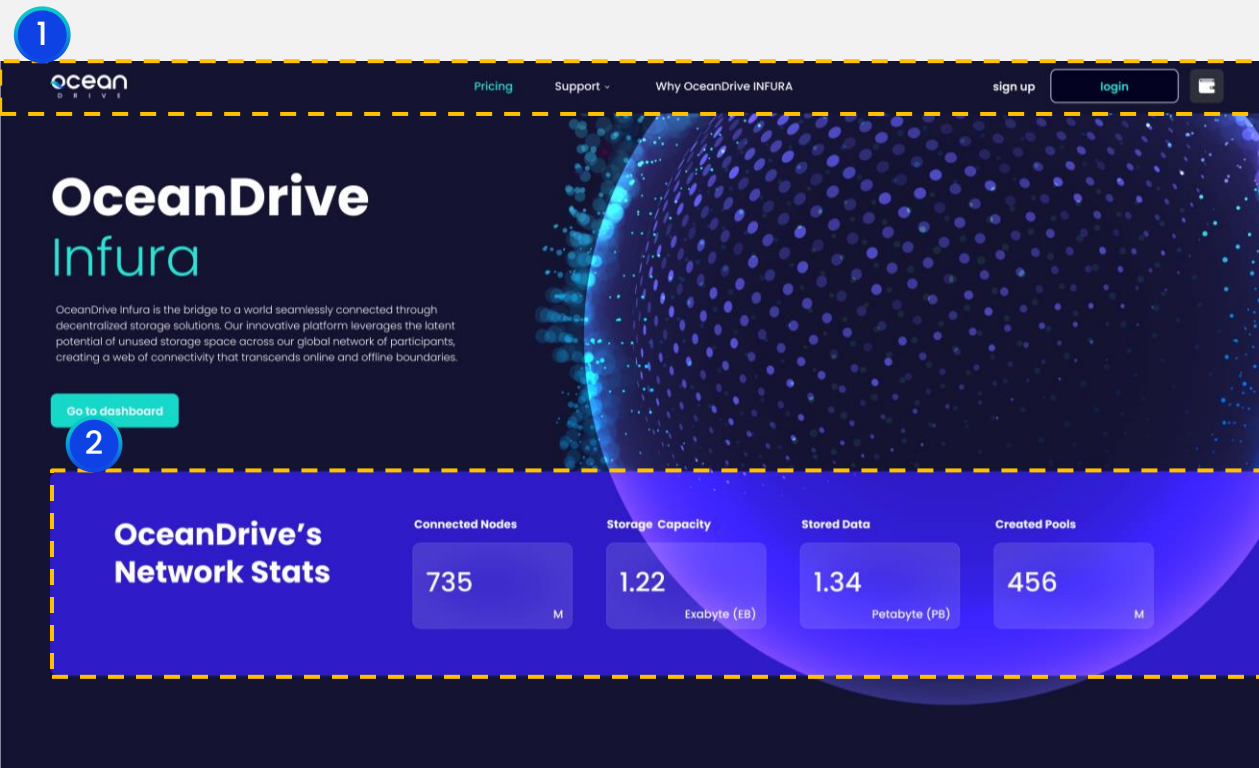 1
ocean
DRIVE
Pricing
Support
Why OceanDrive INFURA
sign up
login
OceanDrive
Infura
OceanDrive Infura is the bridge to a world seamlessly connected through
decentralized storage solutions. Our innovative platform leverages the latent
potential of unused storage space across our global network of participants,
creating a web of connectivity that transcends online and offline boundaries.
Go to dashboard
2
OceanDrive’s
Network Stats
Connected Nodes
735
M
Storage Capacity
1.22
Exabyte (EB)
Stored Data
1.34
Petabyte (PB)
Created Pools
456
M